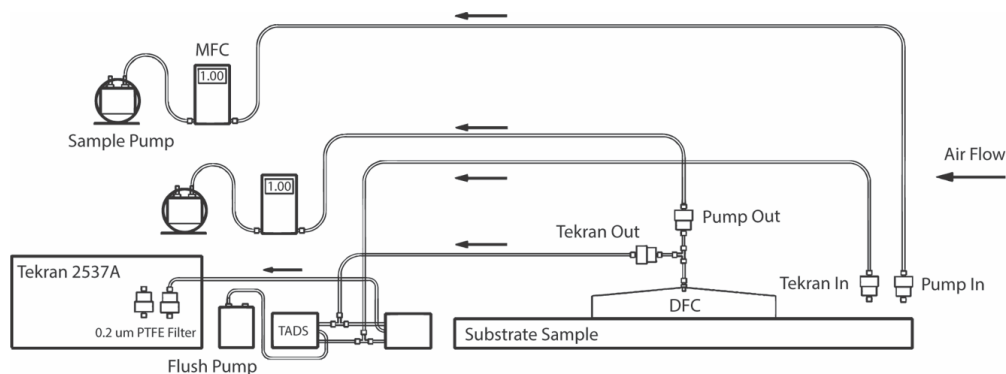 MFC
1.00
Sample Pump
Air Flow
1.00
Pump Out
Tekran Out
Tekran 2537A
Tekran In
Pump In
DFC
0.2 um PTFE Filter
TADS
Substrate Sample
Flush Pump